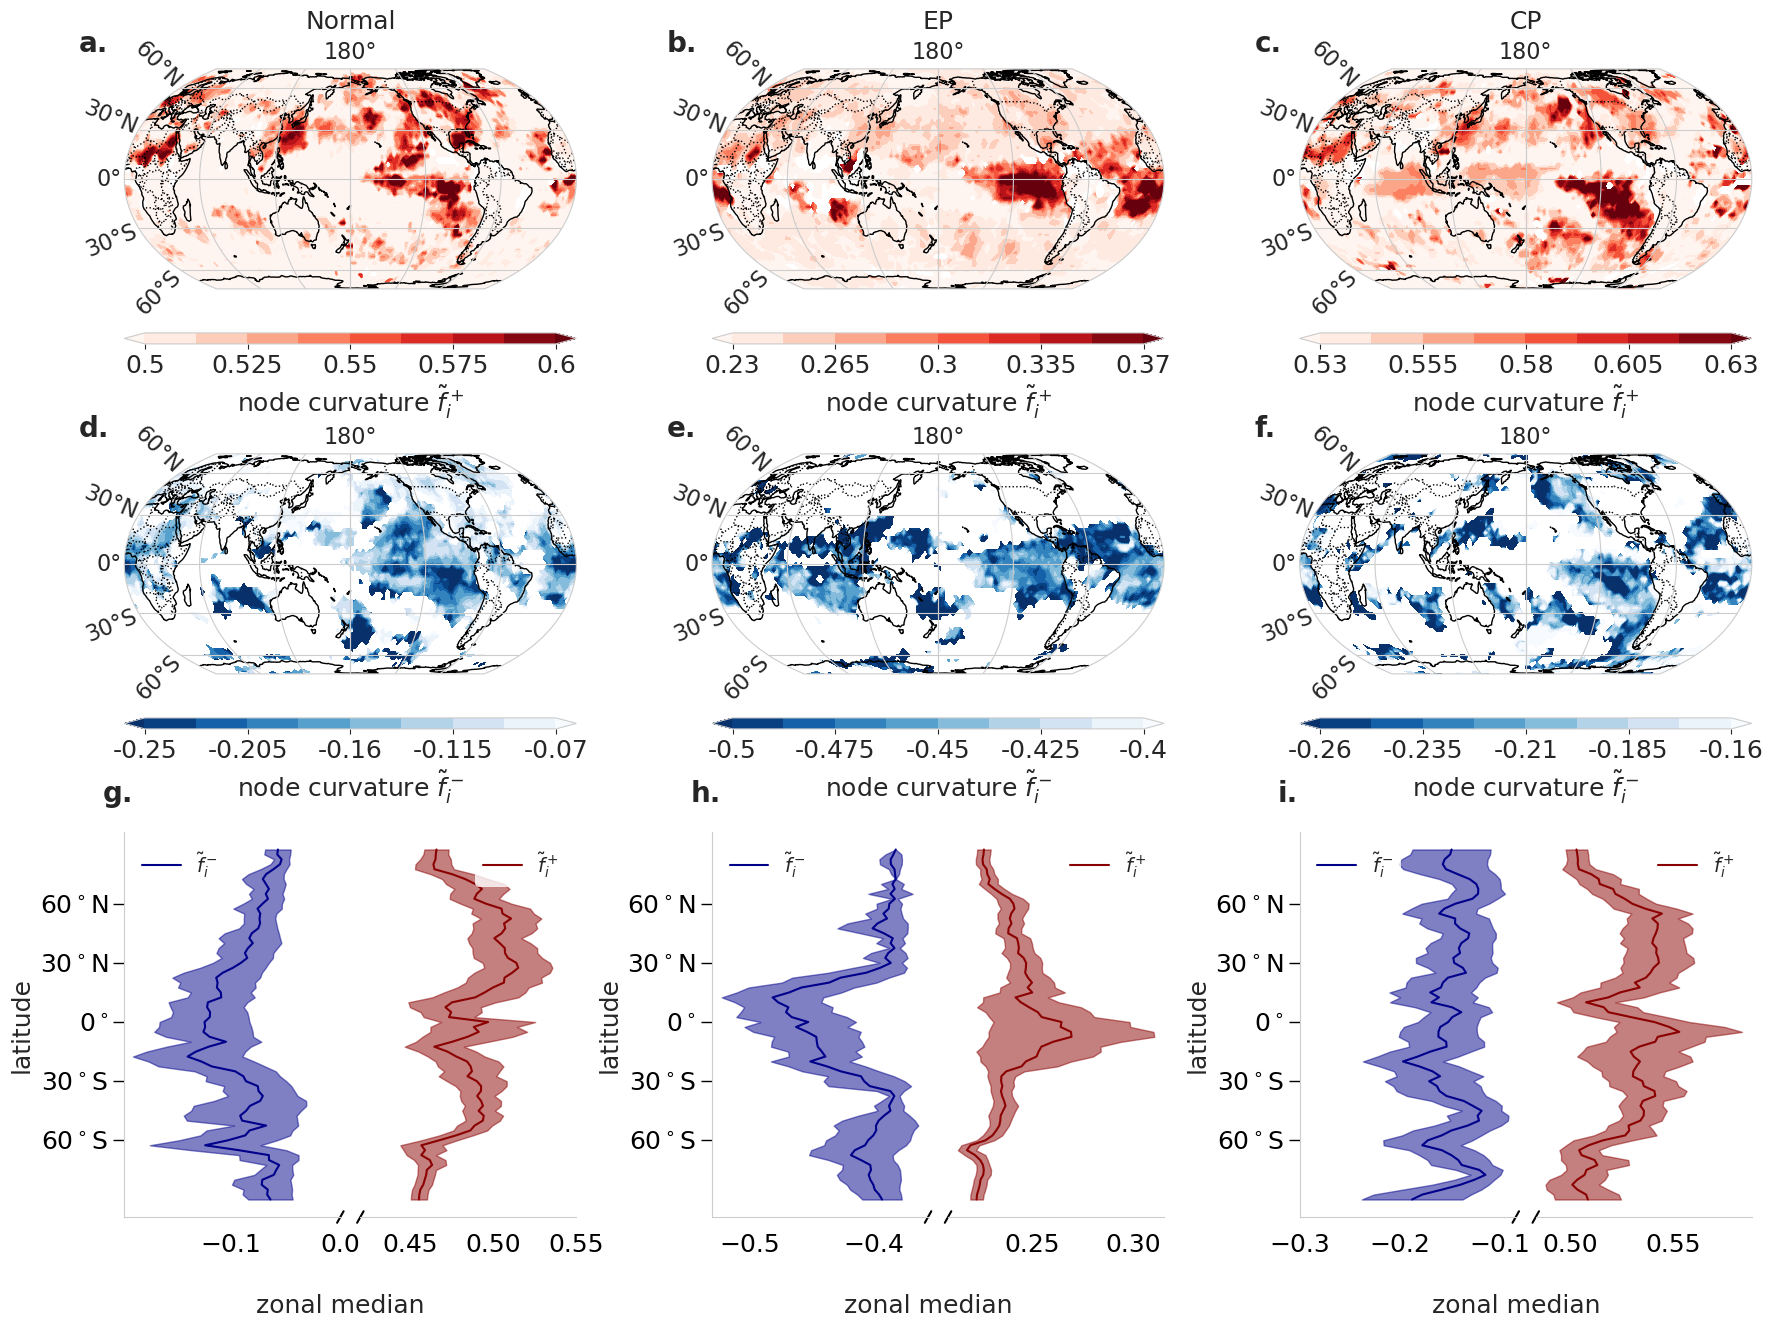 Normal EP CP
a. b. c.
180° 180° 180°
60°N 60°N 60°N
30°N 30°N 30°N
0° 0° 0°
30°S 30°S 30°S
60°S 60°S 60°S
0.5 0.525 0.55 0.575 0.6 0.23 0.265 0.3 0.335 0.37 0.53 0.555 0.58 0.605 0.63
node curvature f̃ᵢ⁺ node curvature f̃ᵢ⁺ node curvature f̃ᵢ⁺
d. e. f.
180° 180° 180°
60°N 60°N 60°N
30°N 30°N 30°N
0° 0° 0°
30°S 30°S 30°S
60°S 60°S 60°S
-0.25 -0.205 -0.16 -0.115 -0.07 -0.5 -0.475 -0.45 -0.425 -0.4 -0.26 -0.235 -0.21 -0.185 -0.16
node curvature f̃ᵢ⁻ node curvature f̃ᵢ⁻ node curvature f̃ᵢ⁻
g. h. i.
f̃ᵢ⁻ f̃ᵢ⁺ f̃ᵢ⁻ f̃ᵢ⁺ f̃ᵢ⁻ f̃ᵢ⁺
60°N 60°N 60°N
30°N 30°N 30°N
0° 0° 0°
latitude latitude latitude
30°S 30°S 30°S
60°S 60°S 60°S
−0.1 0.0 0.45 0.50 0.55 −0.5 −0.4 0.25 0.30 −0.3 −0.2 −0.1 0.50 0.55
zonal median zonal median zonal median